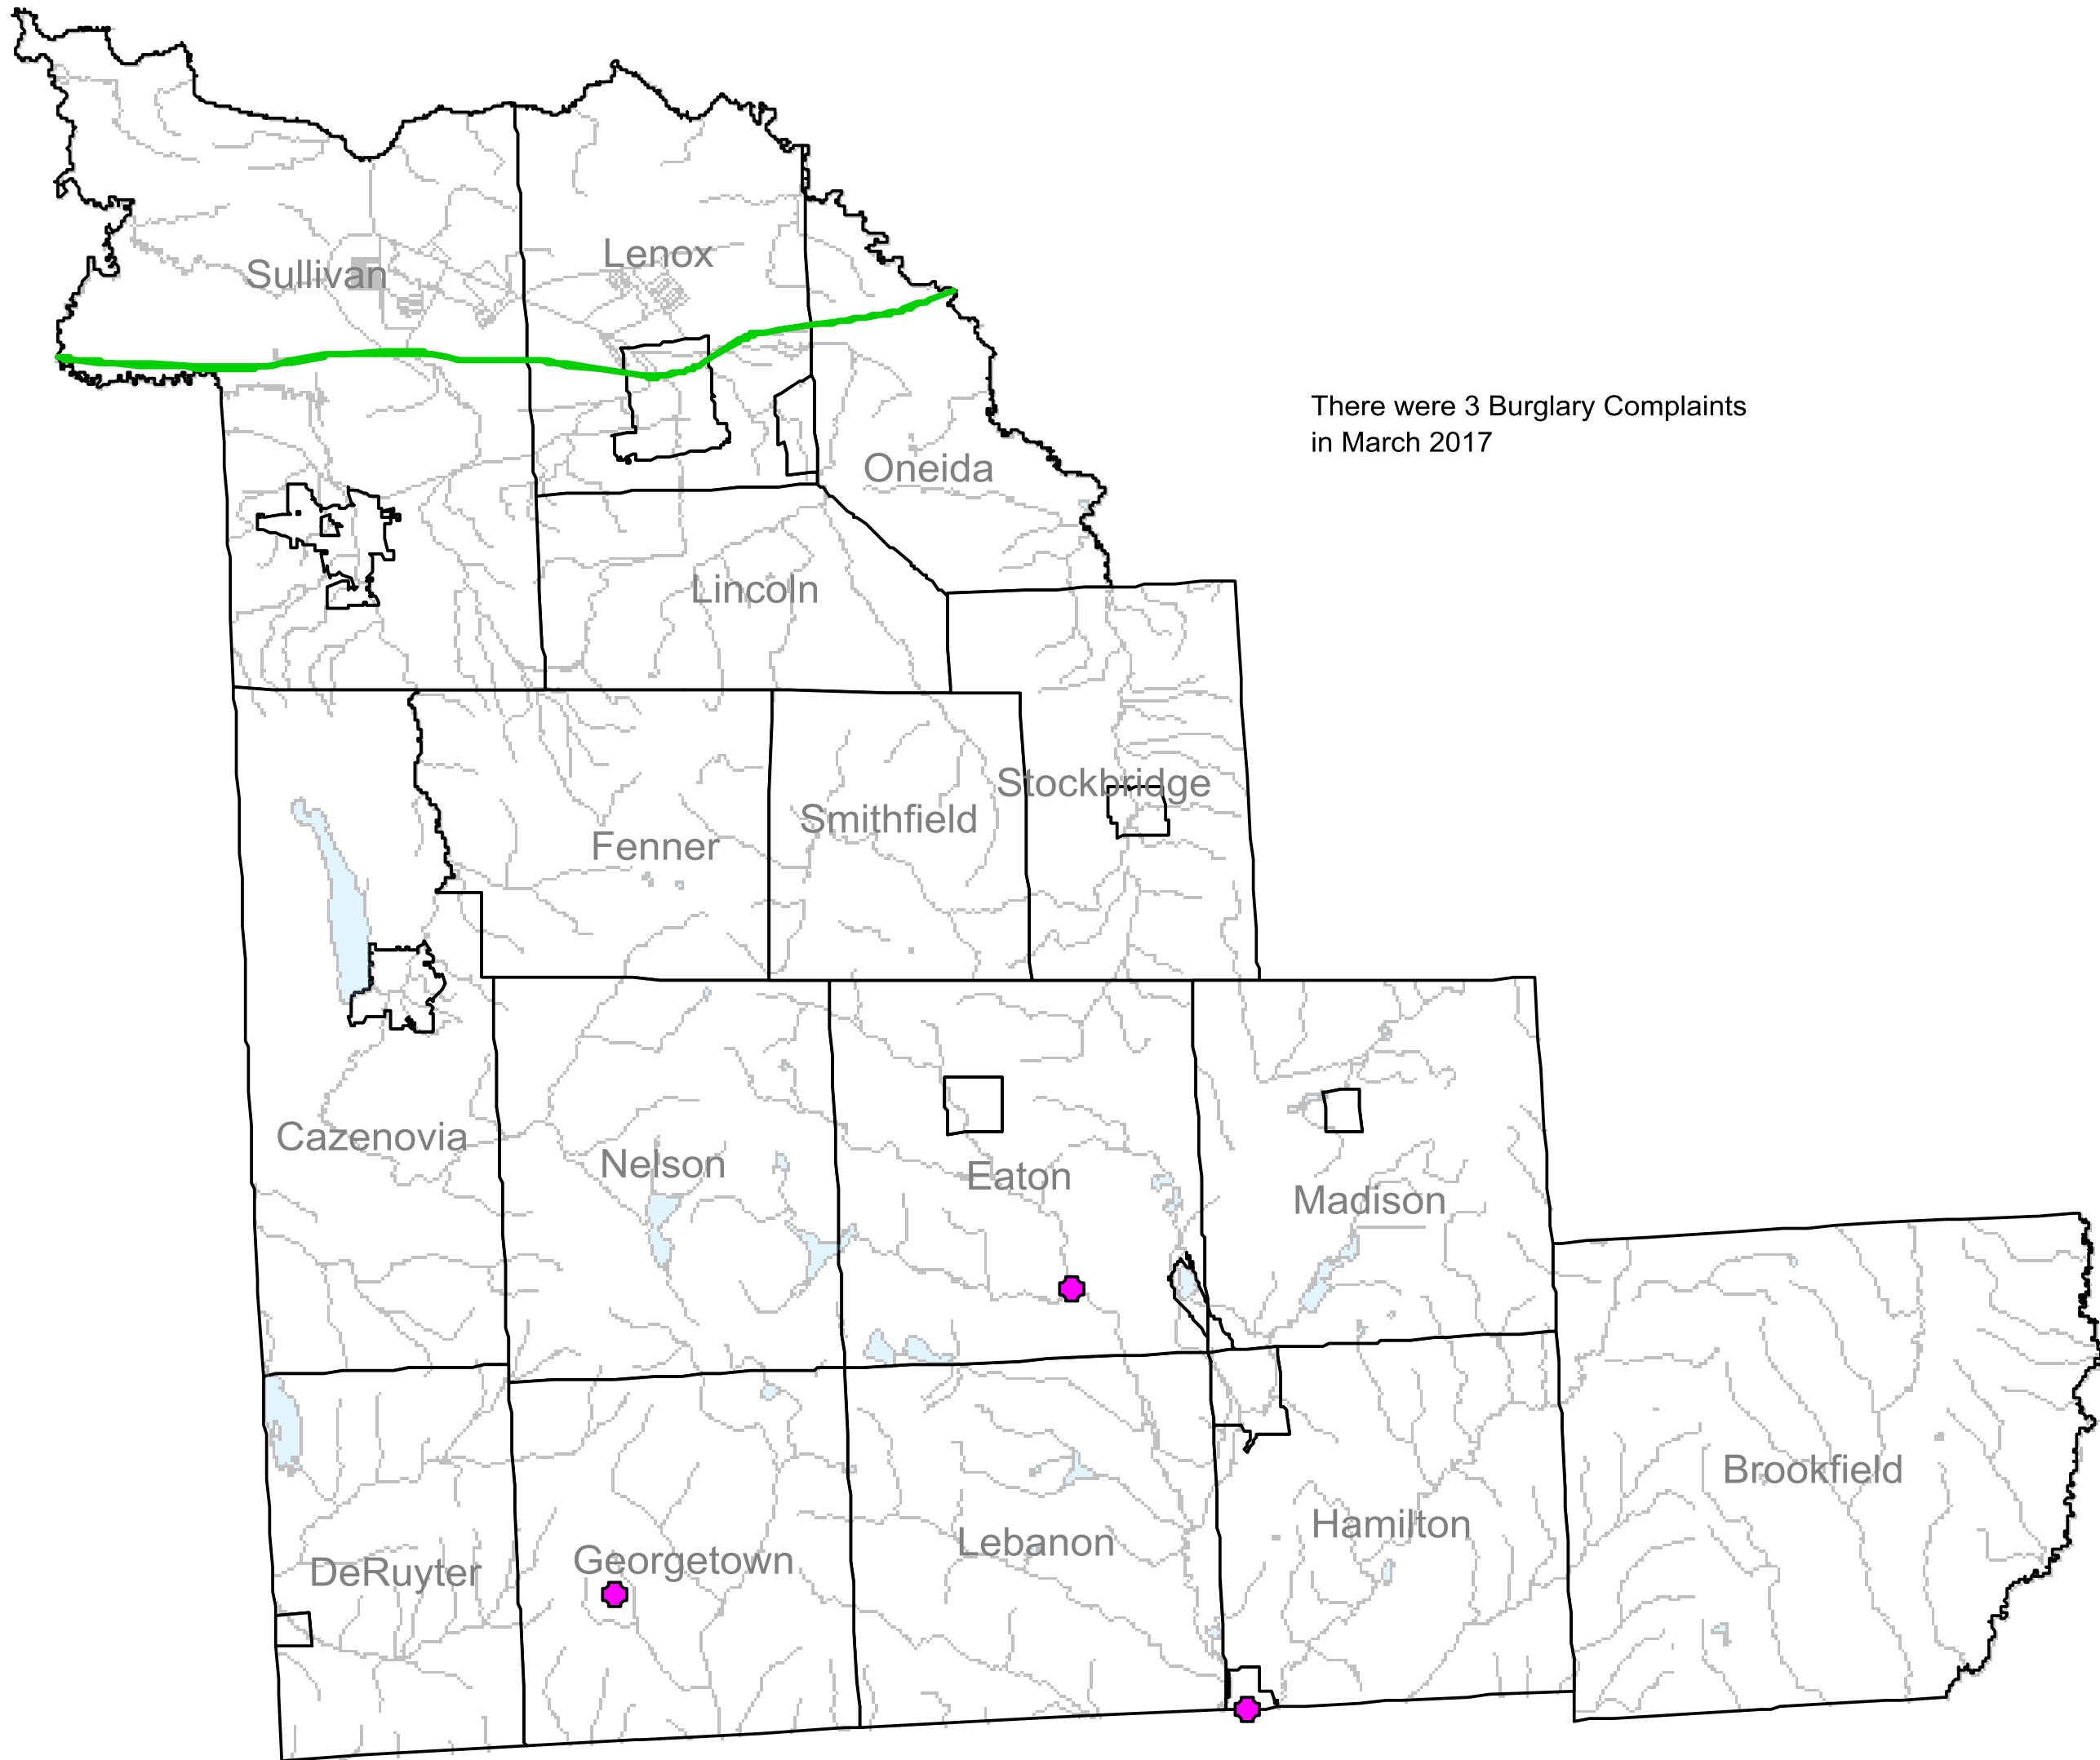 Lenox
Sullivan
There were 3 Burglary Complaints
in March 2017
Oneida
Lincoln
Stockbridge
Smithfield
Fenner
Cazenovia
Nelson
Eaton
Madison
Brookfield
Hamilton
Lebanon
Georgetown
DeRuyter